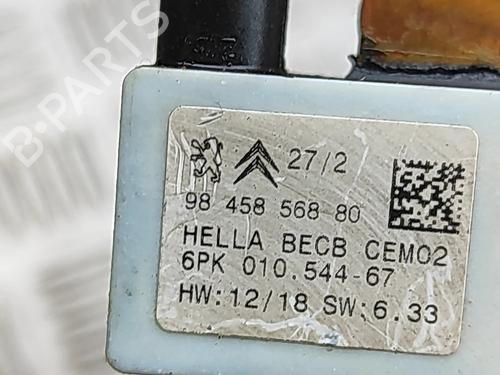 B-PARTS
27/2
98 458 568 80
HELLA BECB CEM02
6PK 010.544-67
HW:12/18 SW:6.33